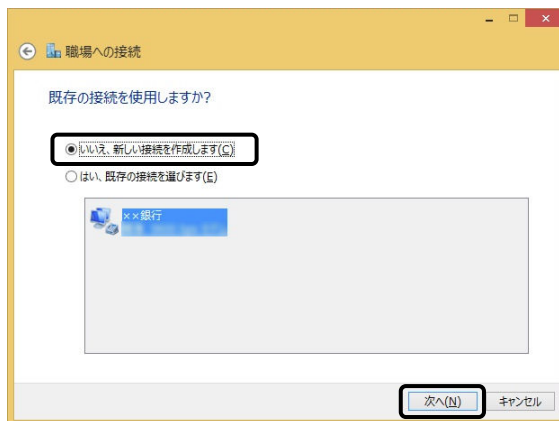 職場への接続
既存の接続を使用しますか?
いいえ、新しい接続を作成します(C)
はい、既存の接続を選びます(E)
××銀行
次へ(N)
キャンセル